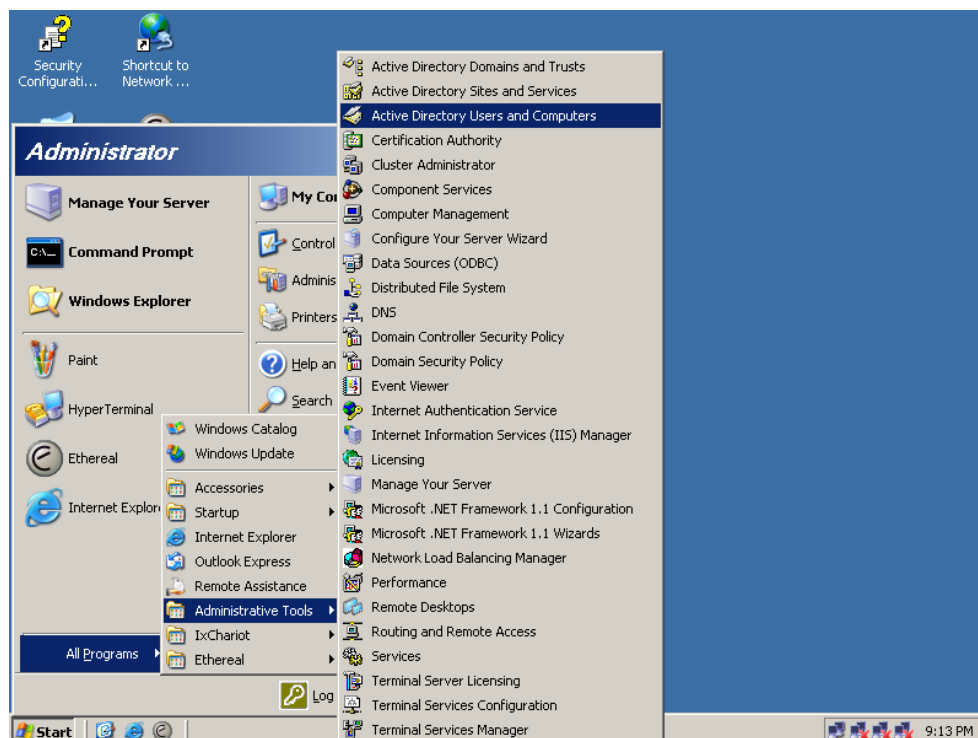 Security
Configurati...
Shortcut to
Network ...
Administrator
Manage Your Server
Command Prompt
C:\_
Windows Explorer
Paint
HyperTerminal
Ethereal
Internet Explor
All Programs
My Co
Control
Adminis
Printers
Help an
Search
Log
Windows Catalog
Windows Update
Accessories
Startup
Internet Explorer
Outlook Express
Remote Assistance
Administrative Tools
IxChariot
Ethereal
Active Directory Domains and Trusts
Active Directory Sites and Services
Active Directory Users and Computers
Certification Authority
Cluster Administrator
Component Services
Computer Management
Configure Your Server Wizard
Data Sources (ODBC)
Distributed File System
DNS
Domain Controller Security Policy
Domain Security Policy
Event Viewer
Internet Authentication Service
Internet Information Services (IIS) Manager
Licensing
Manage Your Server
Microsoft .NET Framework 1.1 Configuration
Microsoft .NET Framework 1.1 Wizards
Network Load Balancing Manager
Performance
Remote Desktops
Routing and Remote Access
Services
Terminal Server Licensing
Terminal Services Configuration
Terminal Services Manager
Start
9:13 PM